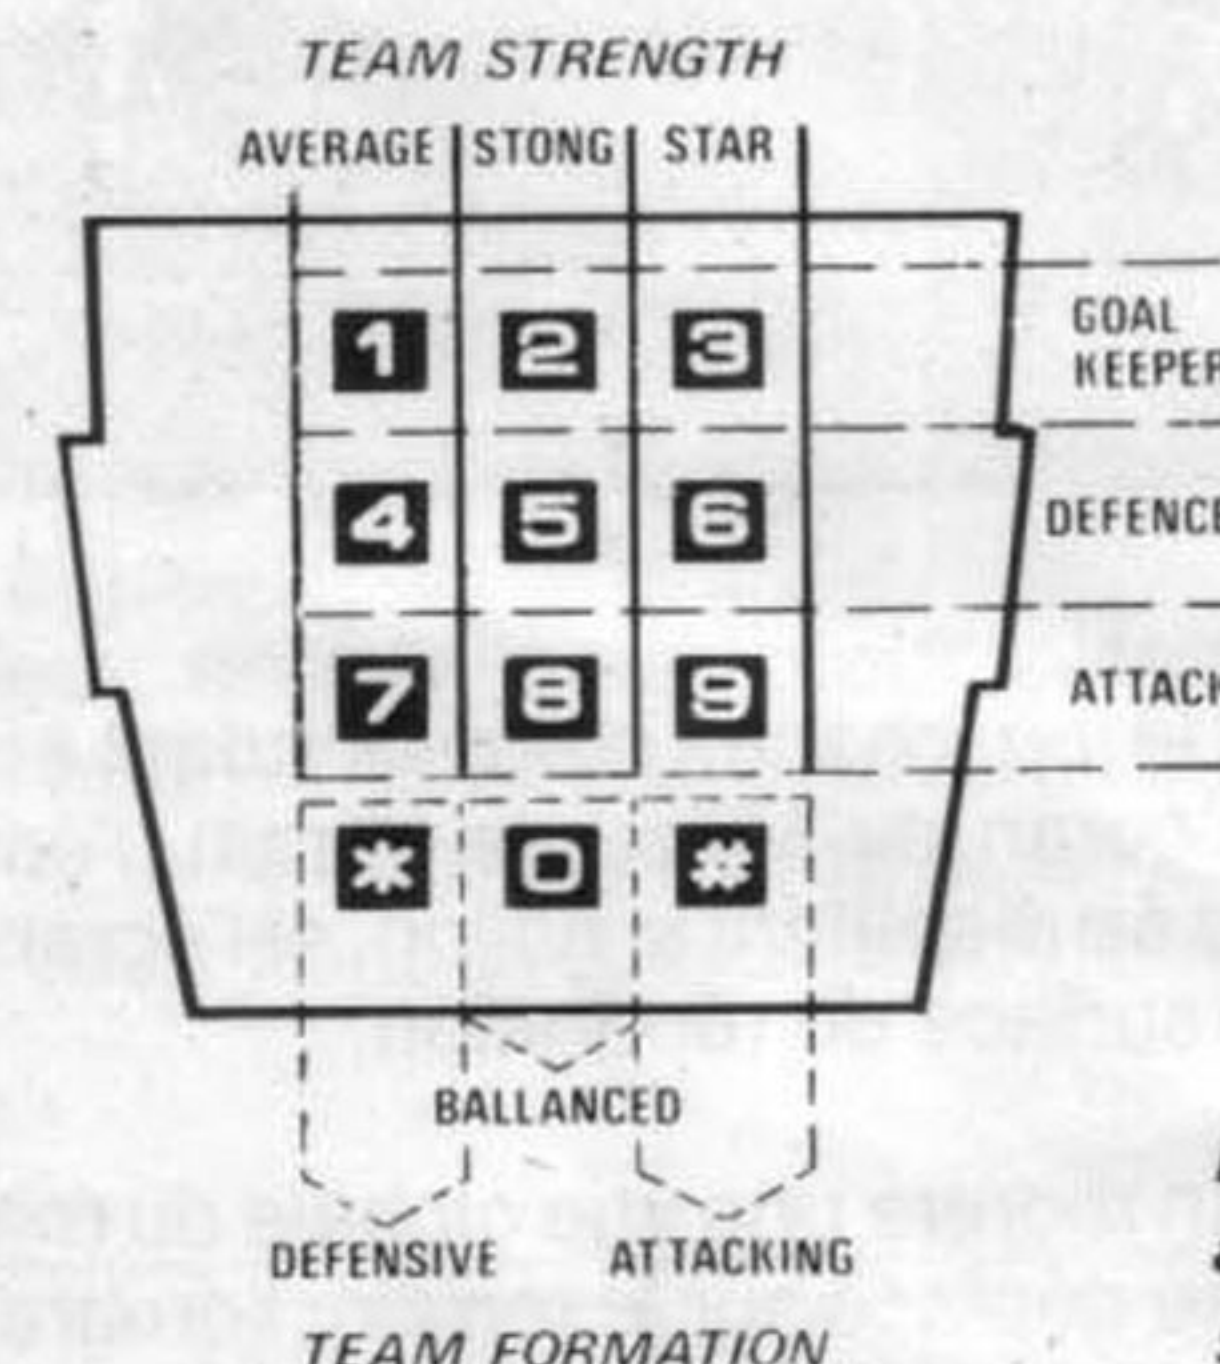 TEAM STRENGTH
AVERAGE STONG STAR
1 2 3
GOAL
KEEPER
4 5 6 DEFENCE
7 8 9 ATTACK
* 0 #
BALLANCED
DEFENSIVE ATTACKING
TEAM FORMATION